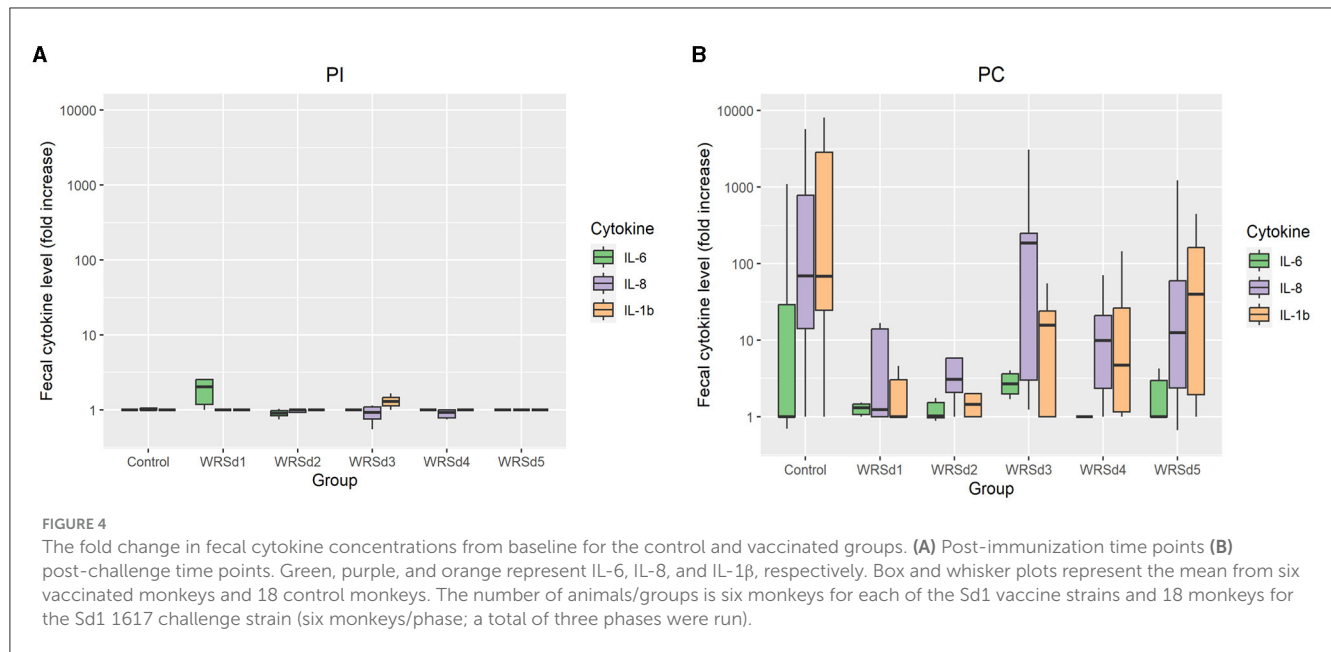 A
PI
10000
1000
100
10
1
Fecal cytokine level (fold increase)
Control WRSd1 WRSd2 WRSd3 WRSd4 WRSd5
Group
Cytokine
IL-6
IL-8
IL-1b
B
PC
10000
1000
100
10
1
Fecal cytokine level (fold increase)
Control WRSd1 WRSd2 WRSd3 WRSd4 WRSd5
Group
Cytokine
IL-6
IL-8
IL-1b
FIGURE 4
The fold change in fecal cytokine concentrations from baseline for the control and vaccinated groups. (A) Post-immunization time points (B)
post-challenge time points. Green, purple, and orange represent IL-6, IL-8, and IL-1β, respectively. Box and whisker plots represent the mean from six
vaccinated monkeys and 18 control monkeys. The number of animals/groups is six monkeys for each of the Sd1 vaccine strains and 18 monkeys for
the Sd1 1617 challenge strain (six monkeys/phase; a total of three phases were run).